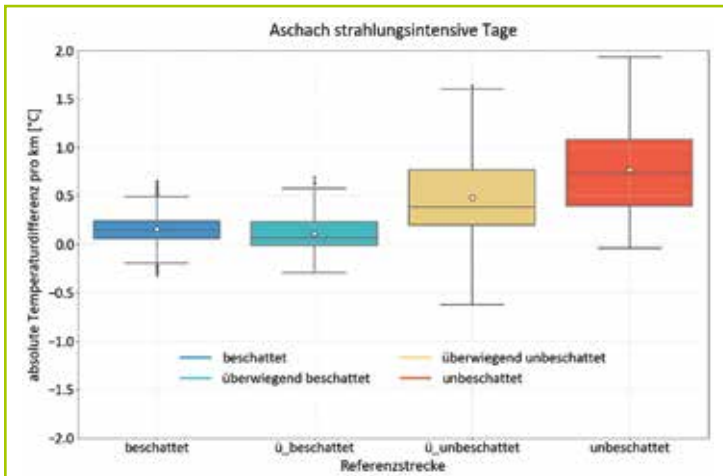 Aschach strahlungsintensive Tage
absolute Temperaturdifferenz pro km [°C]
2.0
1.5
1.0
0.5
0.0
−0.5
−1.0
−1.5
−2.0
beschattet
überwiegend beschattet
überwiegend unbeschattet
unbeschattet
beschattet ü_beschattet ü_unbeschattet unbeschattet
Referenzstrecke